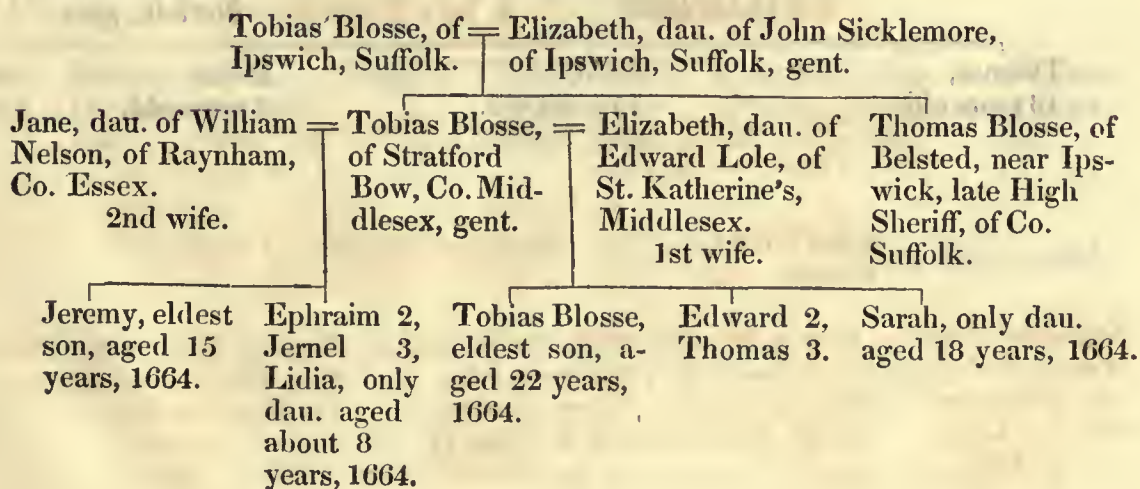 Tobias Blosse, of = Elizabeth, dau. of John Sicklemore,
Ipswich, Suffolk. of Ipswich, Suffolk, gent.
Jane, dau. of William
Nelson, of Raynham,
Co. Essex.
2nd wife.
= Tobias Blosse, =
of Stratford
Bow, Co. Mid-
dlesex, gent.
Elizabeth, dau. of
Edward Lole, of
St. Katherine's,
Middlesex.
1st wife.
Thomas Blosse, of
Belsted, near Ips-
wick, late High
Sheriff, of Co.
Suffolk.
Jeremy, eldest
son, aged 15
years, 1664.
Ephraim 2,
Jernel 3,
Lidia, only
dau. aged
about 8
years, 1664.
Tobias Blosse,
eldest son, a-
ged 22 years,
1664.
Edward 2,
Thomas 3.
Sarah, only dau.
aged 18 years, 1664.